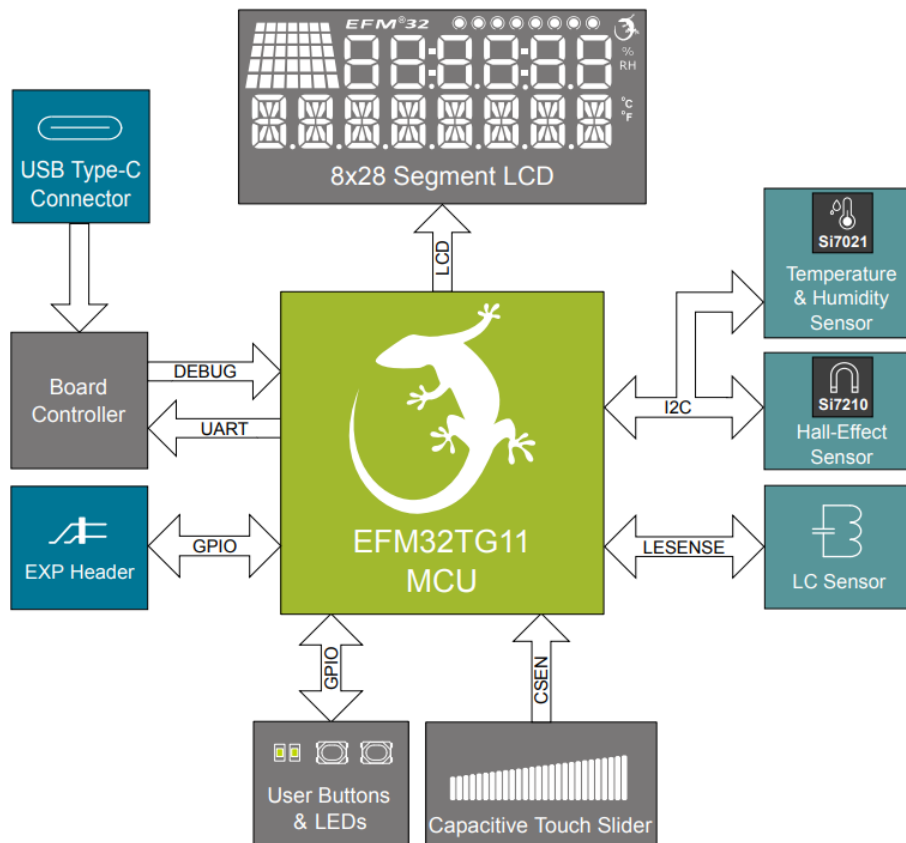 EFM®32
%
RH
°C
°F
8x28 Segment LCD
USB Type-C
Connector
LCD
Si7021
Temperature
& Humidity
Sensor
Board
Controller
DEBUG
UART
I2C
Si7210
Hall-Effect
Sensor
EXP Header
GPIO
EFM32TG11
MCU
LESENSE
LC Sensor
GPIO
CSEN
User Buttons
& LEDs
Capacitive Touch Slider